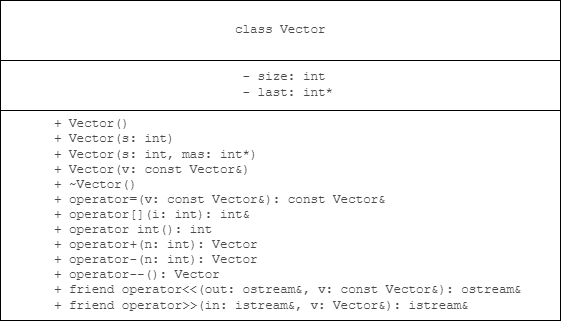 class Vector
- size: int
- last: int*
+ Vector()
+ Vector(s: int)
+ Vector(s: int, mas: int*)
+ Vector(v: const Vector&)
+ ~Vector()
+ operator=(v: const Vector&): const Vector&
+ operator[](i: int): int&
+ operator int(): int
+ operator+(n: int): Vector
+ operator-(n: int): Vector
+ operator--(): Vector
+ friend operator<<(out: ostream&, v: const Vector&): ostream&
+ friend operator>>(in: istream&, v: Vector&): istream&